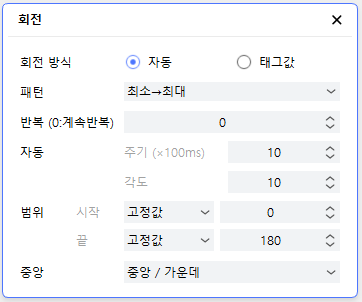 회전
회전 방식 자동 태그값
패턴 최소→최대
반복 (0:계속반복) 0
자동 주기 (×100ms) 10
각도 10
범위 시작 고정값 0
끝 고정값 180
중앙 중앙 / 가운데